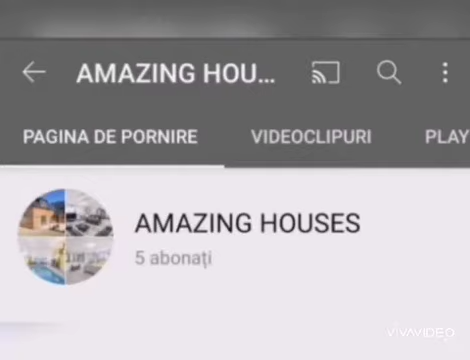 AMAZING HOU...
PAGINA DE PORNIRE VIDEOCLIPURI PLAY
AMAZING HOUSES
5 abonați
VIVAVIDEO